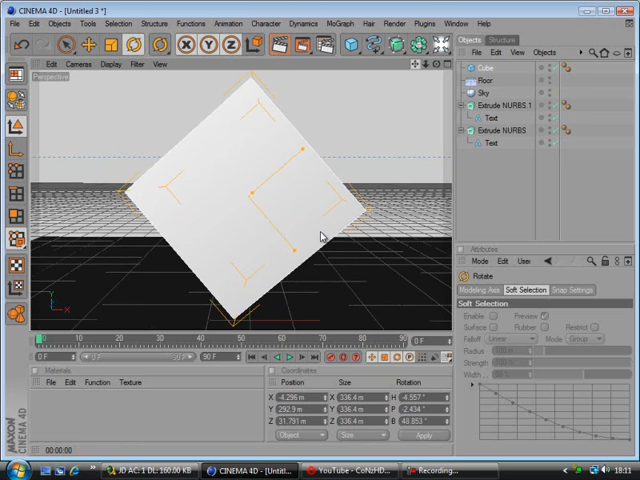 CINEMA 4D - [Untitled 3 *]
File Edit Objects Tools Selection Structure Functions Animation Character Dynamics MoGraph Hair Render Plugins Window Help
Edit Cameras Display Filter View
Perspective
Y
X
0 10 20 30 40 50 60 70 80 90 0 F
0 F 0 F 90 F 90 F
Materials
File Edit Function Texture
Coordinates
Position Size Rotation
X -4.296 m X 336.4 m H -4.557 °
Y 292.9 m Y 336.4 m P -2.434 °
Z 31.791 m Z 336.4 m B 48.853 °
Object Size Apply
00:00:00
Objects Structure
File Edit View Objects
Cube
Floor
Sky
Extrude NURBS.1
Text
Extrude NURBS
Text
Attributes
Mode Edit User
Rotate
Modeling Axis Soft Selection Snap Settings
Soft Selection
Enable Preview
Surface Rubber Restrict
Falloff Linear Mode Group
Radius
Strength
Width
MAXON
CINEMA 4D
Start JD AC: 1 DL: 160.00 KB CINEMA 4D - [Untitl... YouTube - CoNzHD... Recording... 18:11